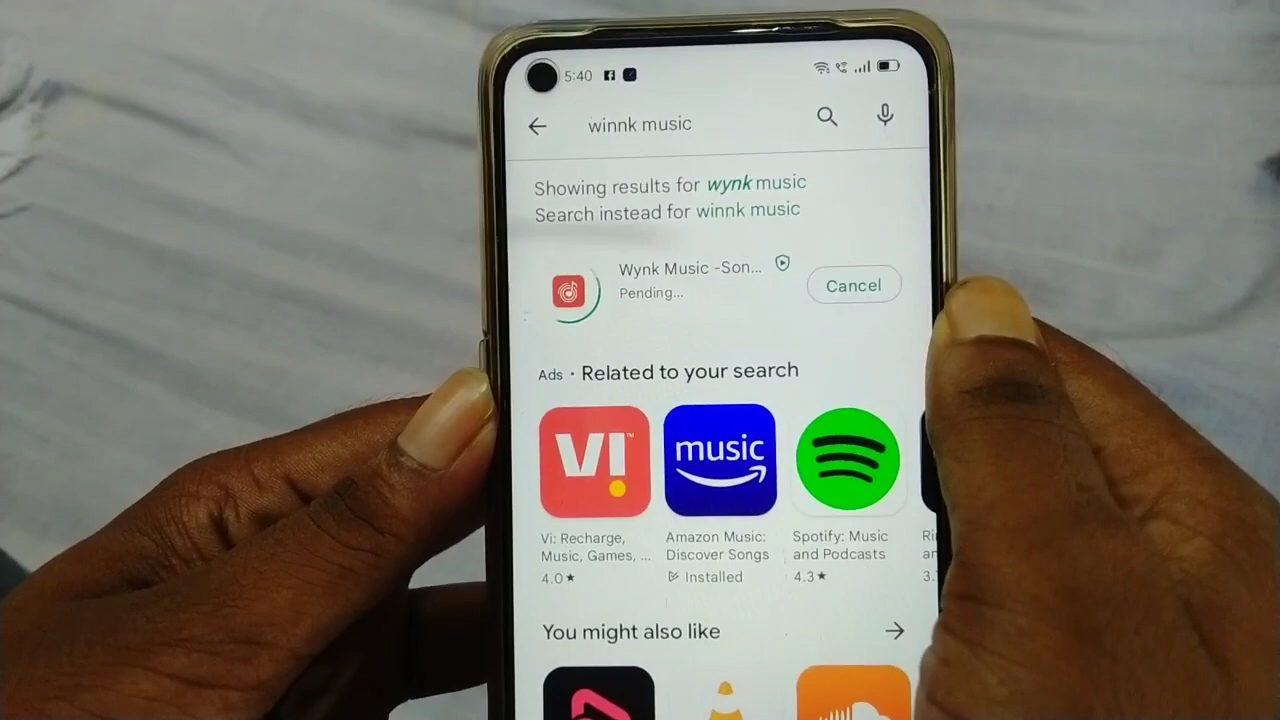 5:40
winnk music
Showing results for wynk music
Search instead for winnk music
Wynk Music -Son...
Pending...
Cancel
Ads · Related to your search
VI™
music
Vi: Recharge,
Music, Games, ...
4.0★
Amazon Music:
Discover Songs
Installed
Spotify: Music
and Podcasts
4.3★
You might also like